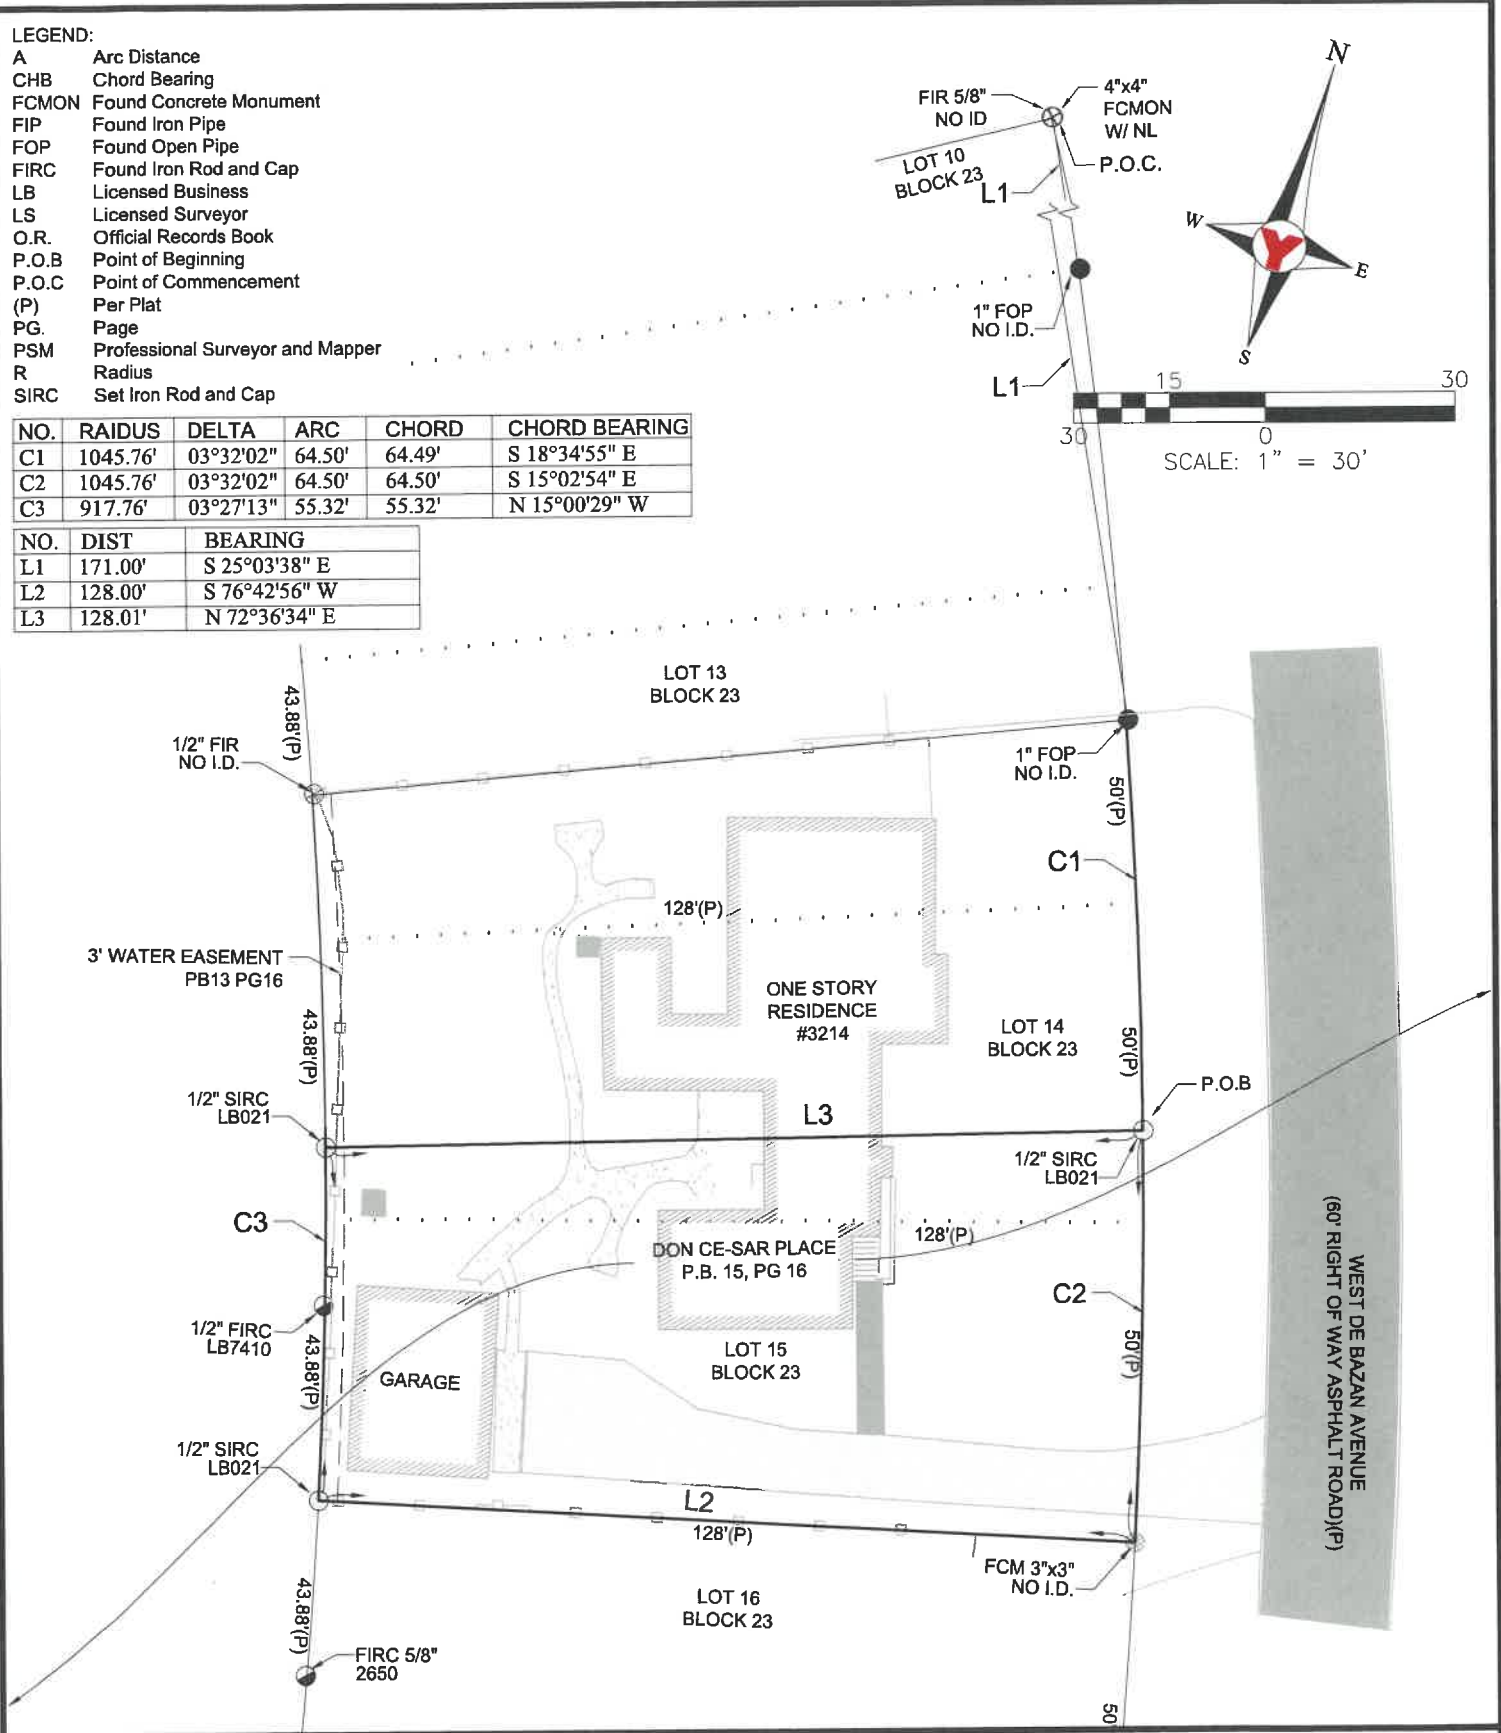 LEGEND:
A Arc Distance
CHB Chord Bearing
FCMON Found Concrete Monument
FIP Found Iron Pipe
FOP Found Open Pipe
FIRC Found Iron Rod and Cap
LB Licensed Business
LS Licensed Surveyor
O.R. Official Records Book
P.O.B Point of Beginning
P.O.C Point of Commencement
(P) Per Plat
PG. Page
PSM Professional Surveyor and Mapper
R Radius
SIRC Set Iron Rod and Cap
NO. RAIDUS DELTA ARC CHORD CHORD BEARING
C1 1045.76' 03°32'02" 64.50' 64.49' S 18°34'55" E
C2 1045.76' 03°32'02" 64.50' 64.50' S 15°02'54" E
C3 917.76' 03°27'13" 55.32' 55.32' N 15°00'29" W
NO. DIST BEARING
L1 171.00' S 25°03'38" E
L2 128.00' S 76°42'56" W
L3 128.01' N 72°36'34" E
FIR 5/8"
NO ID
4"x4"
FCMON
W/ NL
P.O.C.
LOT 10
BLOCK 23
L1
N
W
Y
E
S
1" FOP
NO I.D.
L1
15
30
30
0
SCALE: 1" = 30'
LOT 13
BLOCK 23
43.88'(P)
1/2" FIR
NO I.D.
1" FOP
NO I.D.
50'(P)
C1
128'(P)
3' WATER EASEMENT
PB13 PG16
ONE STORY
RESIDENCE
#3214
LOT 14
BLOCK 23
43.88'(P)
50'(P)
P.O.B
1/2" SIRC
LB021
L3
1/2" SIRC
LB021
C3
DON CE-SAR PLACE
P.B. 15, PG 16
128'(P)
C2
WEST DE BAZAN AVENUE
(60' RIGHT OF WAY ASPHALT ROAD)(P)
1/2" FIRC
LB7410
43.88'(P)
LOT 15
BLOCK 23
50'(P)
GARAGE
1/2" SIRC
LB021
L2
128'(P)
FCM 3"x3"
NO I.D.
LOT 16
BLOCK 23
43.88'(P)
FIRC 5/8"
2650
50'